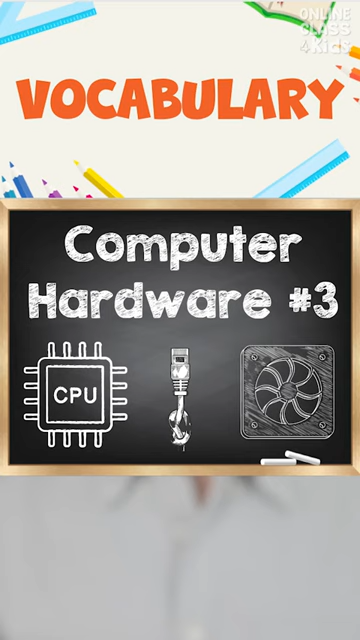 ONLINE
CLASS
4Kids
VOCABULARY
Computer
Hardware #3
CPU